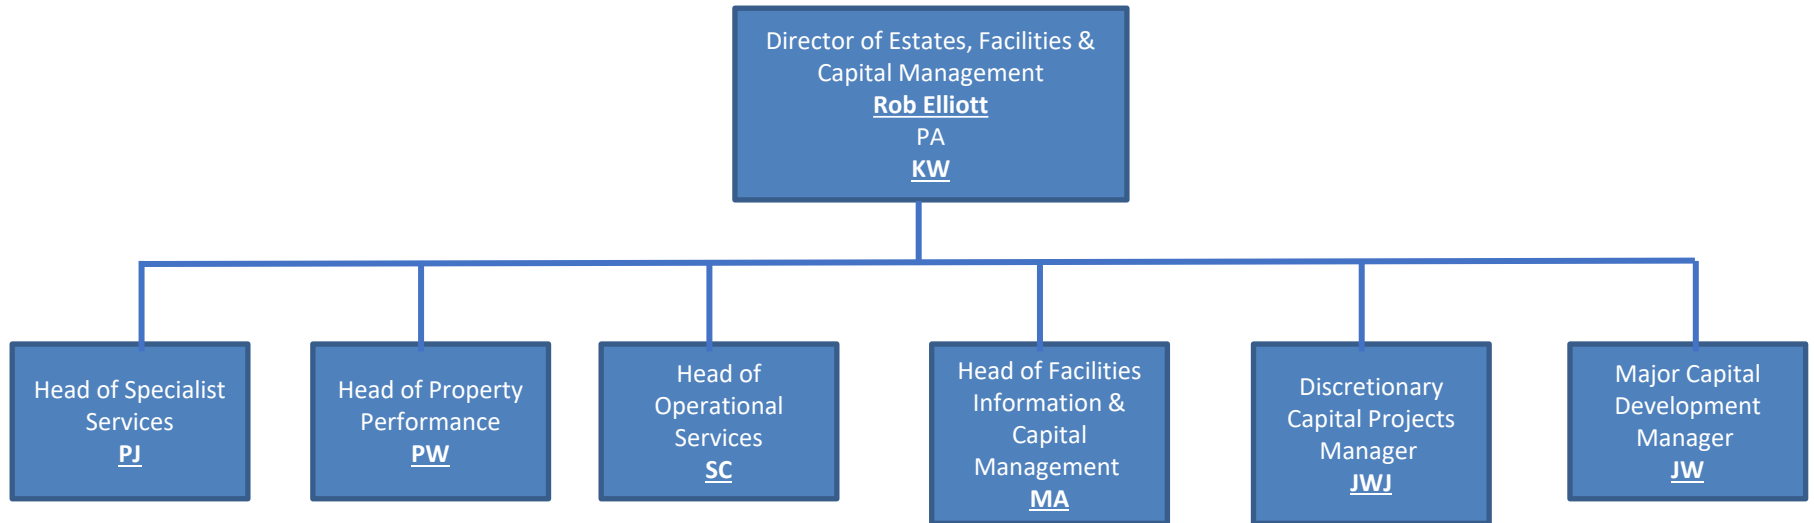 Director of Estates, Facilities &
Capital Management
Rob Elliott
PA
KW
Head of Specialist
Services
PJ
Head of Property
Performance
PW
Head of
Operational
Services
SC
Head of Facilities
Information &
Capital
Management
MA
Discretionary
Capital Projects
Manager
JWJ
Major Capital
Development
Manager
JW